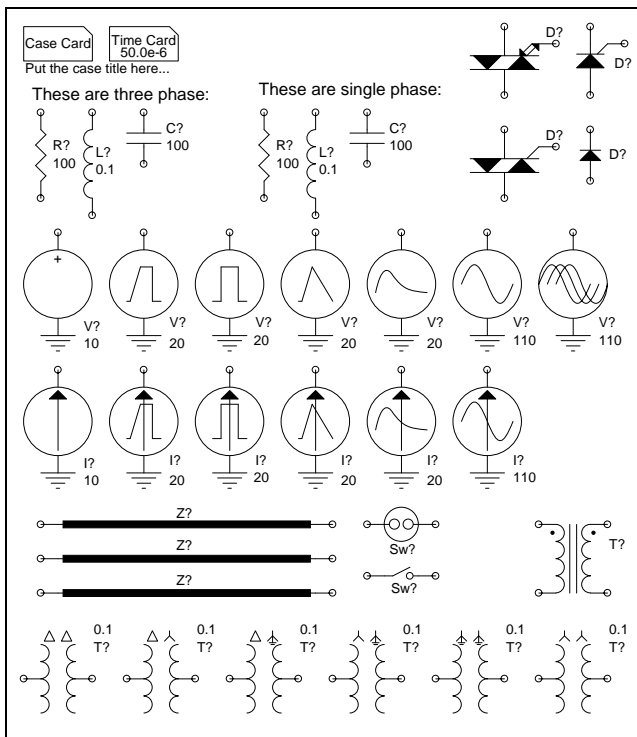 Case Card
Time Card
50.0e-6
Put the case title here...
These are three phase:
These are single phase:
D?
D?
R?
100
L?
0.1
C?
100
R?
100
L?
0.1
C?
100
D?
D?
+
V?
10
V?
20
V?
20
V?
20
V?
20
V?
110
V?
110
I?
10
I?
20
I?
20
I?
20
I?
20
I?
110
Z?
Z?
Z?
Sw?
Sw?
T?
0.1
T?
0.1
T?
0.1
T?
0.1
T?
0.1
T?
0.1
T?